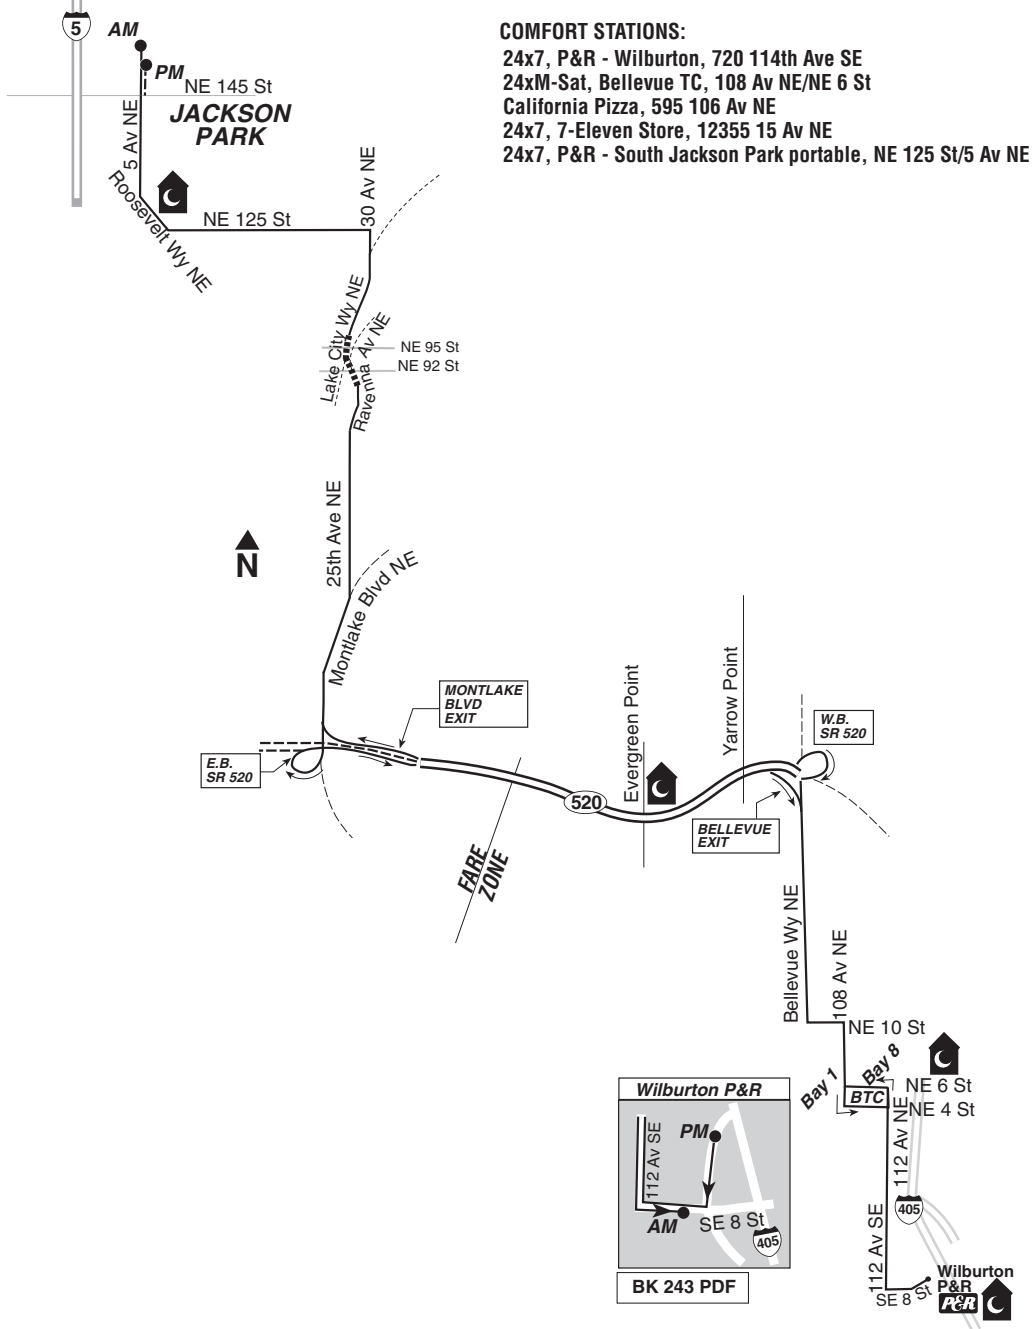 5
AM
PM
NE 145 St
JACKSON
PARK
5 Av NE
Roosevelt Wy NE
NE 125 St
30 Av NE
COMFORT STATIONS:
24x7, P&R - Wilburton, 720 114th Ave SE
24xM-Sat, Bellevue TC, 108 Av NE/NE 6 St
California Pizza, 595 106 Av NE
24x7, 7-Eleven Store, 12355 15 Av NE
24x7, P&R - South Jackson Park portable, NE 125 St/5 Av NE
Lake City Wy NE
Ravenna Av NE
NE 95 St
NE 92 St
25th Ave NE
N
Montlake Blvd NE
MONTLAKE
BLVD
EXIT
E.B.
SR 520
520
FARE
ZONE
Evergreen Point
Yarrow Point
W.B.
SR 520
BELLEVUE
EXIT
Bellevue Wy NE
108 Av NE
NE 10 St
Bay 1
Bay 8
BTC
NE 6 St
NE 4 St
112 Av NE
405
112 Av SE
SE 8 St
Wilburton
P&R
P&R
Wilburton P&R
112 Av SE
PM
AM
SE 8 St
405
BK 243 PDF